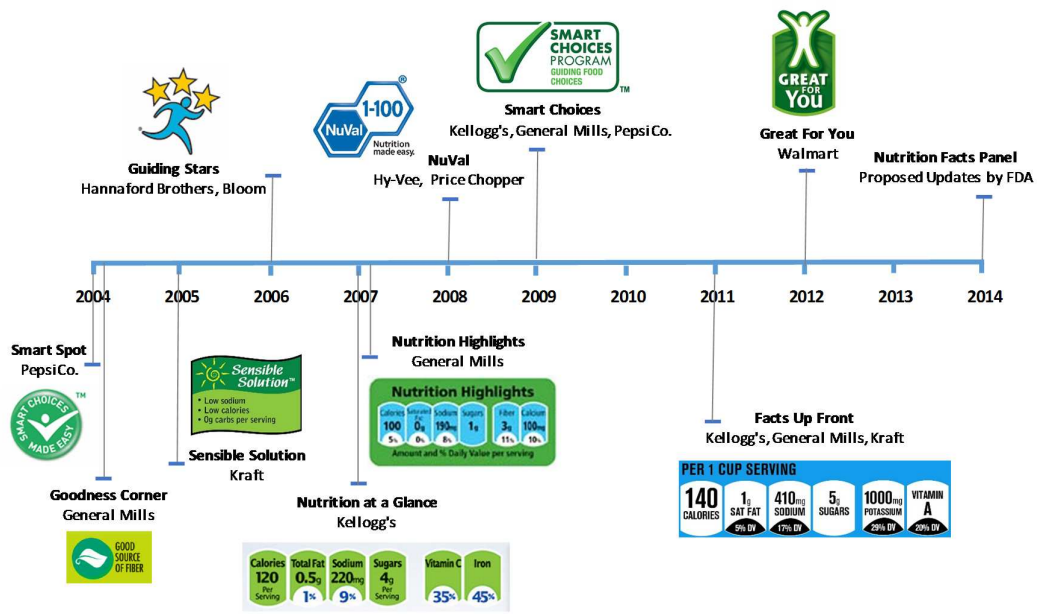 SMART
CHOICES
PROGRAM
GUIDING FOOD
CHOICES
TM
Smart Choices
Kellogg's, General Mills, PepsiCo.
GREAT
FOR
YOU
Great For You
Walmart
Guiding Stars
Hannaford Brothers, Bloom
1-100
®
NuVal
Nutrition
made easy.
NuVal
Hy-Vee, Price Chopper
Nutrition Facts Panel
Proposed Updates by FDA
2004 2005 2006 2007 2008 2009 2010 2011 2012 2013 2014
Smart Spot
PepsiCo.
TM
SMART CHOICES
MADE EASY
Goodness Corner
General Mills
GOOD
SOURCE
OF FIBER
Sensible
Solution™
• Low sodium
• Low calories
• 0g carbs per serving
Sensible Solution
Kraft
Nutrition Highlights
General Mills
Nutrition Highlights
Calories Saturated Fat Sodium Sugars Fiber Calcium
100 0g 190mg 1g 3g 100mg
5% 0% 8% 11% 10%
Amount and % Daily Value per serving
Nutrition at a Glance
Kellogg's
Calories Total Fat Sodium Sugars Vitamin C Iron
120 0.5g 220mg 4g
Per Serving 1% 9% Per Serving 35% 45%
Facts Up Front
Kellogg's, General Mills, Kraft
PER 1 CUP SERVING
140 CALORIES
1g SAT FAT 5% DV
410mg SODIUM 17% DV
5g SUGARS
1000mg POTASSIUM 29% DV
VITAMIN A 20% DV